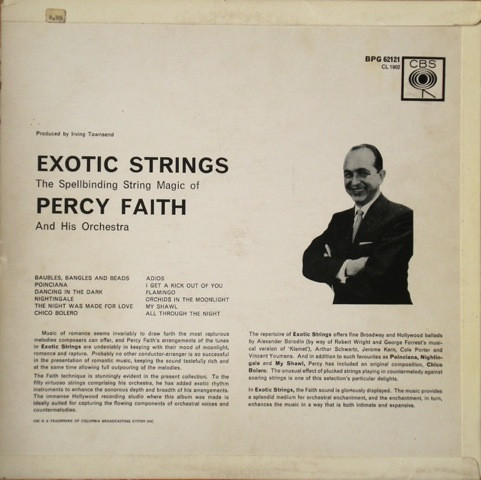 BPG 62121
CL 1902
CBS
Produced by Irving Townsend
EXOTIC STRINGS
The Spellbinding String Magic of
PERCY FAITH
And His Orchestra
BAUBLES, BANGLES AND BEADS
POINCIANA
DANCING IN THE DARK
NIGHTINGALE
THE NIGHT WAS MADE FOR LOVE
CHICO BOLERO
ADIOS
I GET A KICK OUT OF YOU
FLAMINGO
ORCHIDS IN THE MOONLIGHT
MY SHAWL
ALL THROUGH THE NIGHT
Music of romance seems invariably to draw forth the most rapturous
melodies composers can offer, and Percy Faith's arrangements of the tunes
in Exotic Strings are undeniably in keeping with their mood of moonlight,
romance and rapture. Probably no other conductor-arranger is so successful
in the presentation of romantic music, keeping the sound tastefully rich and
at the same time allowing full outpouring of the melodies.
The Faith technique is stunningly evident in the present collection. To the
fifty virtuoso strings comprising his orchestra, he has added exotic rhythm
instruments to enhance the sonorous depth and breadth of his arrangements.
The immense Hollywood recording studio where this album was made is
ideally suited for capturing the flowing components of orchestral voices and
countermelodies.
CBS IS A TRADEMARK OF COLUMBIA BROADCASTING SYSTEM INC.
The repertoire of Exotic Strings offers fine Broadway and Hollywood ballads
by Alexander Borodin (by way of Robert Wright and George Forrest's musi-
cal version of 'Kismet'), Arthur Schwartz, Jerome Kern, Cole Porter and
Vincent Youmans. And in addition to such favourites as Poinciana, Nightin-
gale and My Shawl, Percy has included an original composition, Chico
Bolero. The unusual effect of plucked strings playing in countermelody against
soaring strings is one of this selection's particular delights.
In Exotic Strings, the Faith sound is gloriously displayed. The music provides
a splendid medium for orchestral enchantment, and the enchantment, in turn,
enhances the music in a way that is both intimate and expansive.